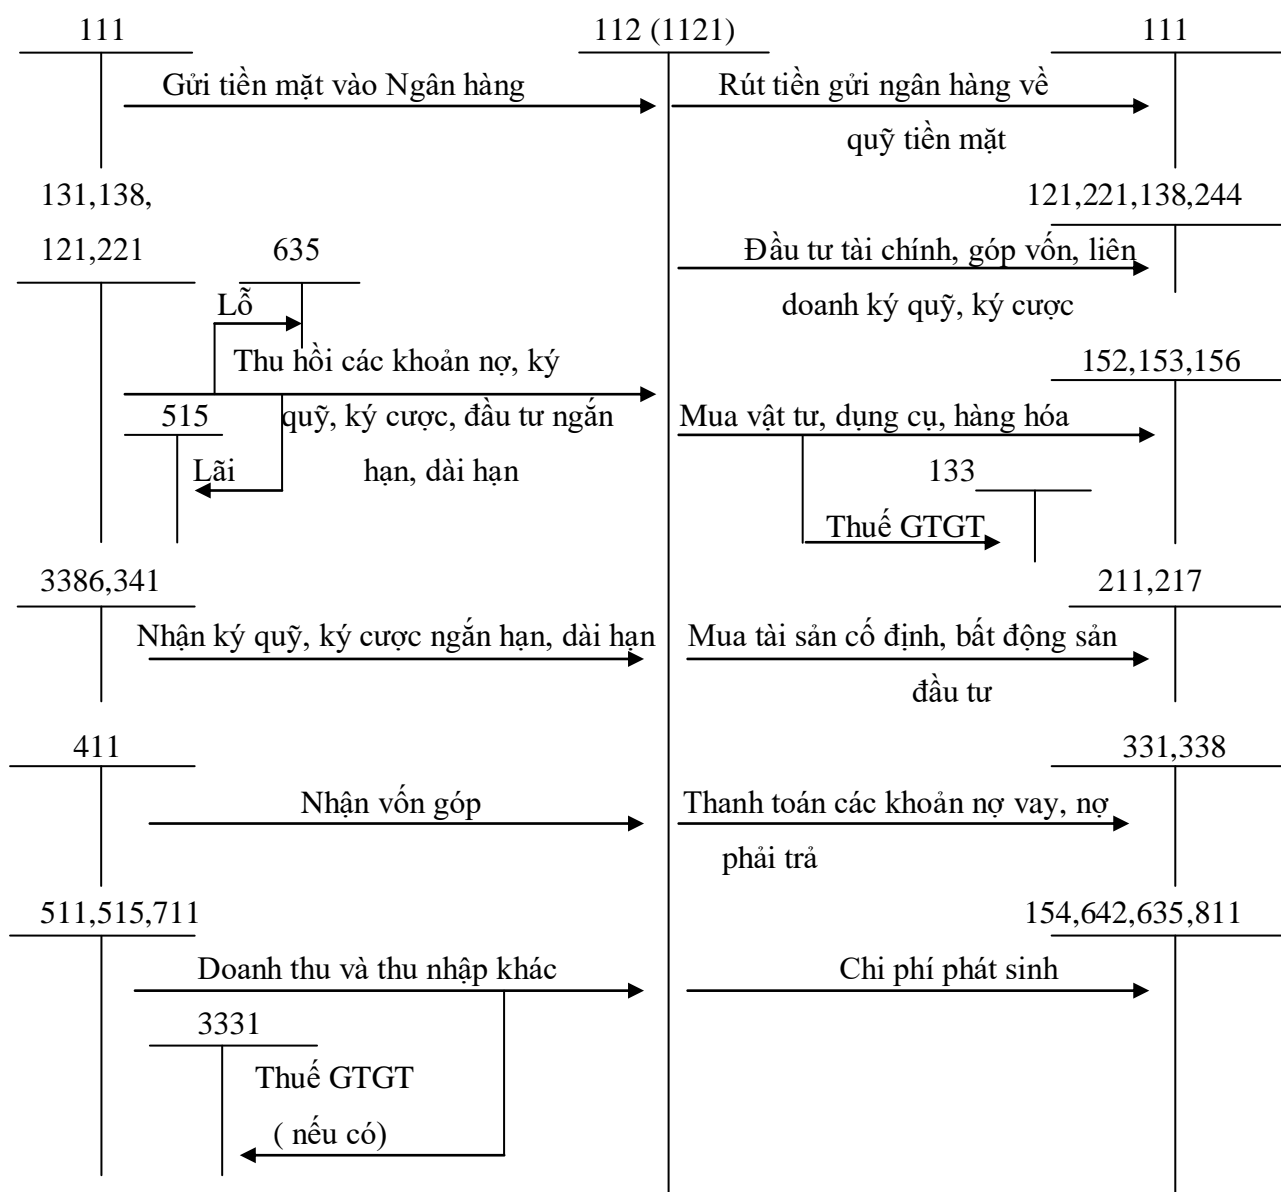 111
112 (1121)
111
Gửi tiền mặt vào Ngân hàng
Rút tiền gửi ngân hàng về
quỹ tiền mặt
131,138,
121,221
635
121,221,138,244
Đầu tư tài chính, góp vốn, liên
doanh ký quỹ, ký cược
Lỗ
Thu hồi các khoản nợ, ký
quỹ, ký cược, đầu tư ngắn
hạn, dài hạn
515
Lãi
152,153,156
Mua vật tư, dụng cụ, hàng hóa
133
Thuế GTGT
3386,341
211,217
Nhận ký quỹ, ký cược ngắn hạn, dài hạn
Mua tài sản cố định, bất động sản
đầu tư
411
331,338
Nhận vốn góp
Thanh toán các khoản nợ vay, nợ
phải trả
511,515,711
154,642,635,811
Doanh thu và thu nhập khác
Chi phí phát sinh
3331
Thuế GTGT
( nếu có)